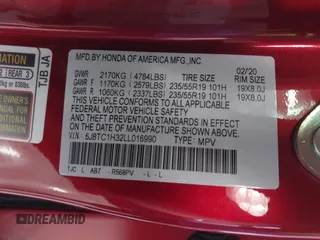 MFD. BY HONDA OF AMERICA MFG., INC. 02/20
GVWR 2170KG (4784LBS) TIRE SIZE RIM SIZE
GAWR F 1170KG (2579LBS) 235/55R19 101H 19X8.0J
GAWR R 1060KG (2337LBS) 235/55R19 101H 19X8.0J
THIS VEHICLE CONFORMS TO ALL APPLICABLE
FEDERAL MOTOR VEHICLE SAFETY AND THEFT
PREVENTION STANDARDS IN EFFECT ON THE DATE
OF MANUFACTURE SHOWN ABOVE.
V.I.N.: 5J8TC1H32LL016990 TYPE: MPV
TJC L AB7 - R568PV - L - L
REAR 3
TJB JA
DREAMBID